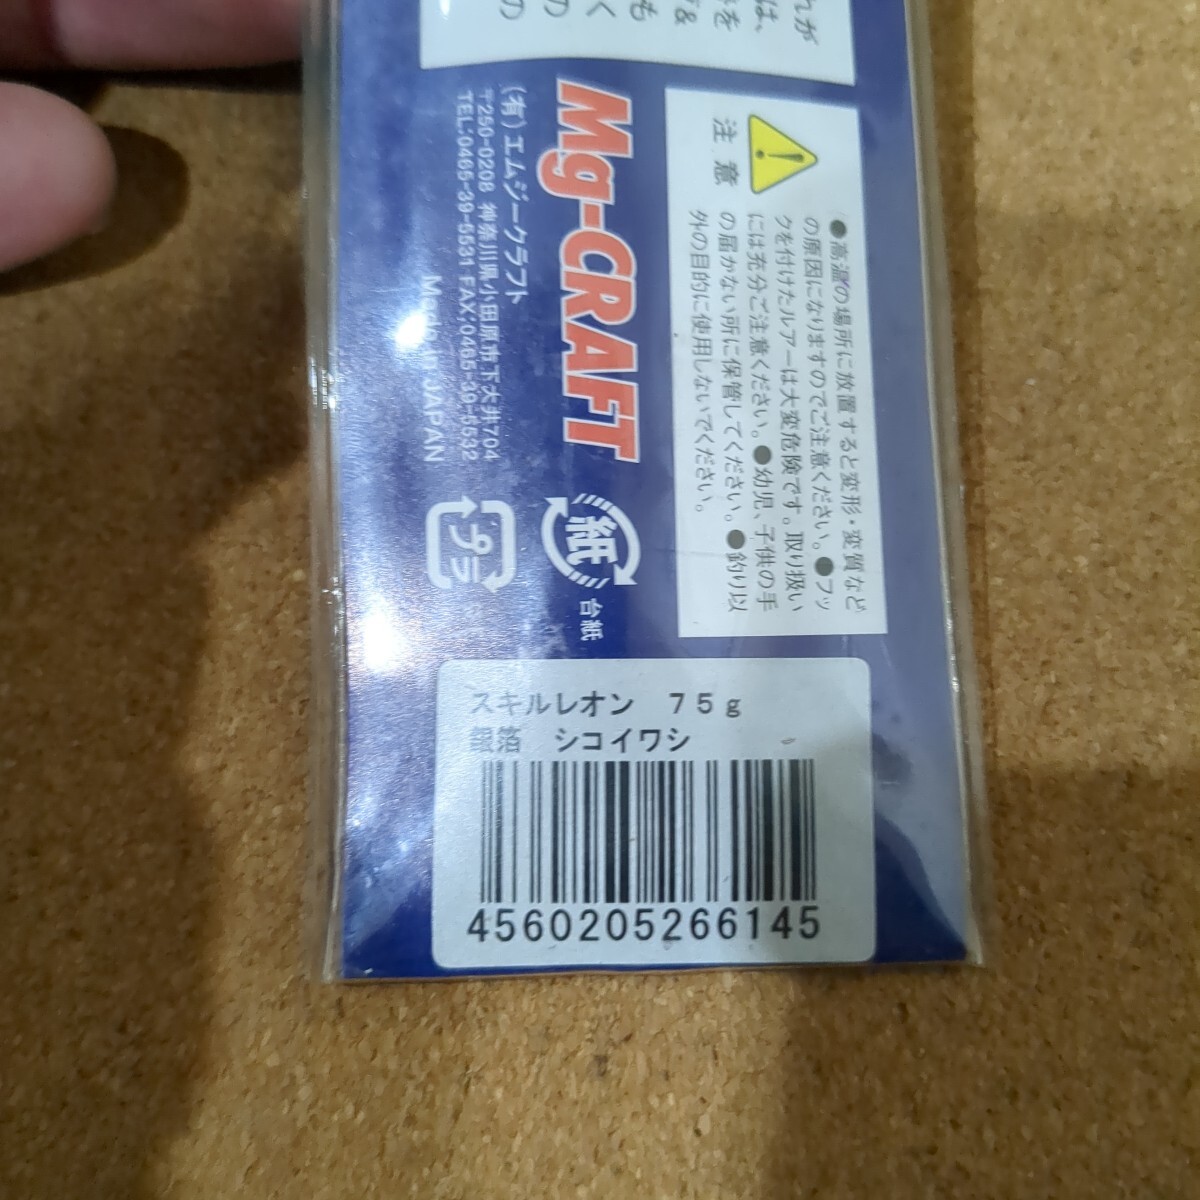 れが
は、
を
&
も
く
の
の
注意
●高温の場所に放置すると変形・変質など
の原因になりますのでご注意ください。●フッ
クを付けたルアーは大変危険です。取り扱い
には充分ご注意ください。●幼児、子供の手
の届かない所に保管してください。●釣り以
外の目的に使用しないでください。
Mg-CRAFT
(有)エムジークラフト
〒250-0208 神奈川県小田原市下大井704
TEL:0465-39-5531 FAX:0465-39-5532
Made in JAPAN
紙
台紙
プラ
スキルレオン 75g
銀箔 シコイワシ
4560205266145